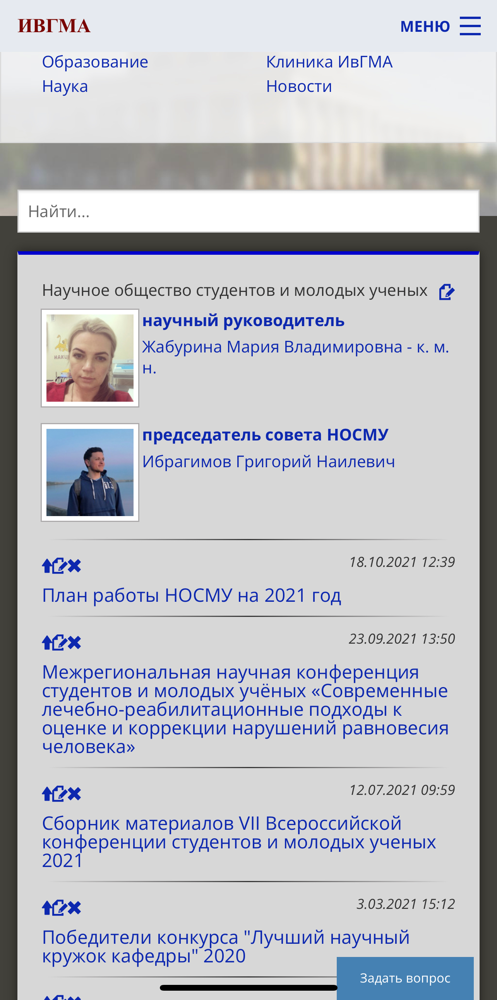 ИВГМА
МЕНЮ
Образование
Клиника ИвГМА
Наука
Новости
Найти...
Научное общество студентов и молодых ученых
научный руководитель
Жабурина Мария Владимировна - к. м.
н.
председатель совета НОСМУ
Ибрагимов Григорий Наилевич
18.10.2021 12:39
План работы НОСМУ на 2021 год
23.09.2021 13:50
Межрегиональная научная конференция
студентов и молодых учёных «Современные
лечебно-реабилитационные подходы к
оценке и коррекции нарушений равновесия
человека»
12.07.2021 09:59
Сборник материалов VII Всероссийской
конференции студентов и молодых ученых
2021
3.03.2021 15:12
Победители конкурса "Лучший научный
кружок кафедры" 2020
Задать вопрос